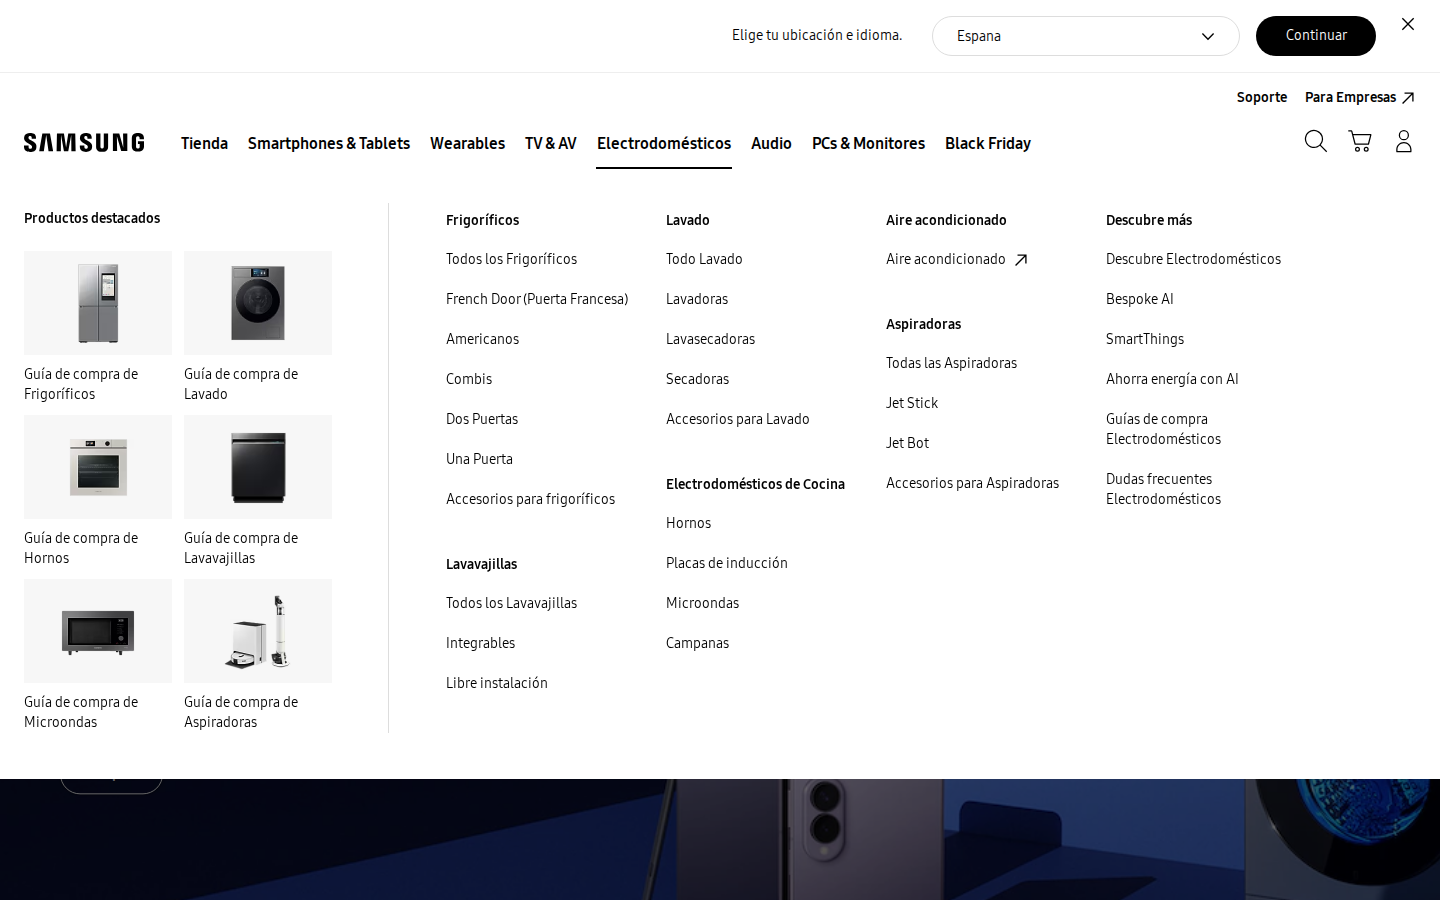 Elige tu ubicación e idioma.
Espana
Continuar
Soporte
Para Empresas
SAMSUNG
Tienda
Smartphones & Tablets
Wearables
TV & AV
Electrodomésticos
Audio
PCs & Monitores
Black Friday
Productos destacados
Guía de compra de
Frigoríficos
Guía de compra de
Lavado
Guía de compra de
Hornos
Guía de compra de
Lavavajillas
Guía de compra de
Microondas
Guía de compra de
Aspiradoras
Frigoríficos
Todos los Frigoríficos
French Door (Puerta Francesa)
Americanos
Combis
Dos Puertas
Una Puerta
Accesorios para frigoríficos
Lavavajillas
Todos los Lavavajillas
Integrables
Libre instalación
Lavado
Todo Lavado
Lavadoras
Lavasecadoras
Secadoras
Accesorios para Lavado
Electrodomésticos de Cocina
Hornos
Placas de inducción
Microondas
Campanas
Aire acondicionado
Aire acondicionado
Aspiradoras
Todas las Aspiradoras
Jet Stick
Jet Bot
Accesorios para Aspiradoras
Descubre más
Descubre Electrodomésticos
Bespoke AI
SmartThings
Ahorra energía con AI
Guías de compra
Electrodomésticos
Dudas frecuentes
Electrodomésticos